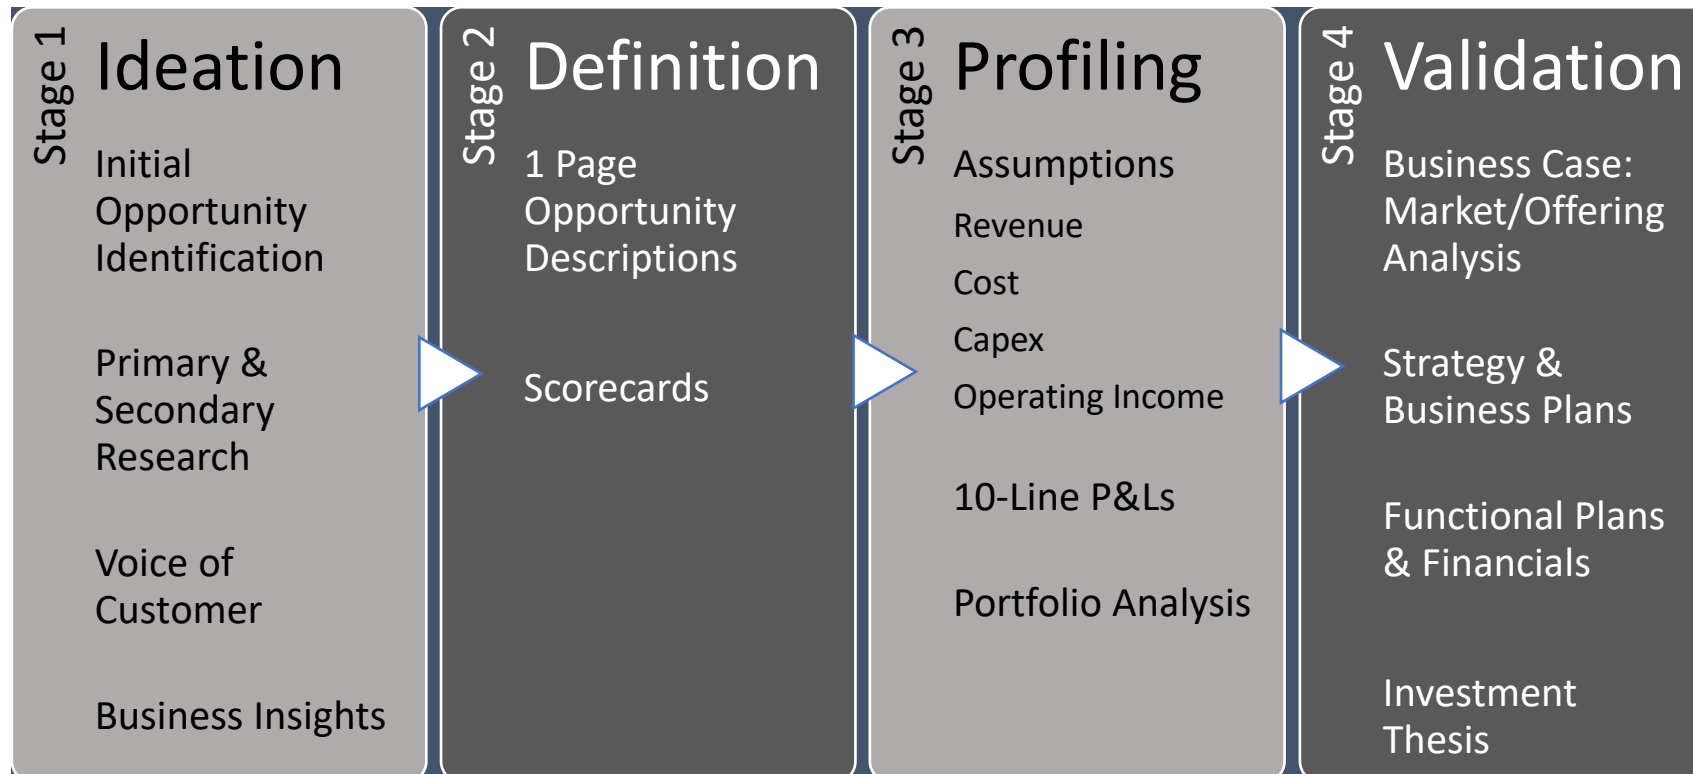 Stage 1
Ideation
Initial
Opportunity
Identification
Primary &
Secondary
Research
Voice of
Customer
Business Insights
Stage 2
Definition
1 Page
Opportunity
Descriptions
Scorecards
Stage 3
Profiling
Assumptions
Revenue
Cost
Capex
Operating Income
10-Line P&Ls
Portfolio Analysis
Stage 4
Validation
Business Case:
Market/Offering
Analysis
Strategy &
Business Plans
Functional Plans
& Financials
Investment
Thesis